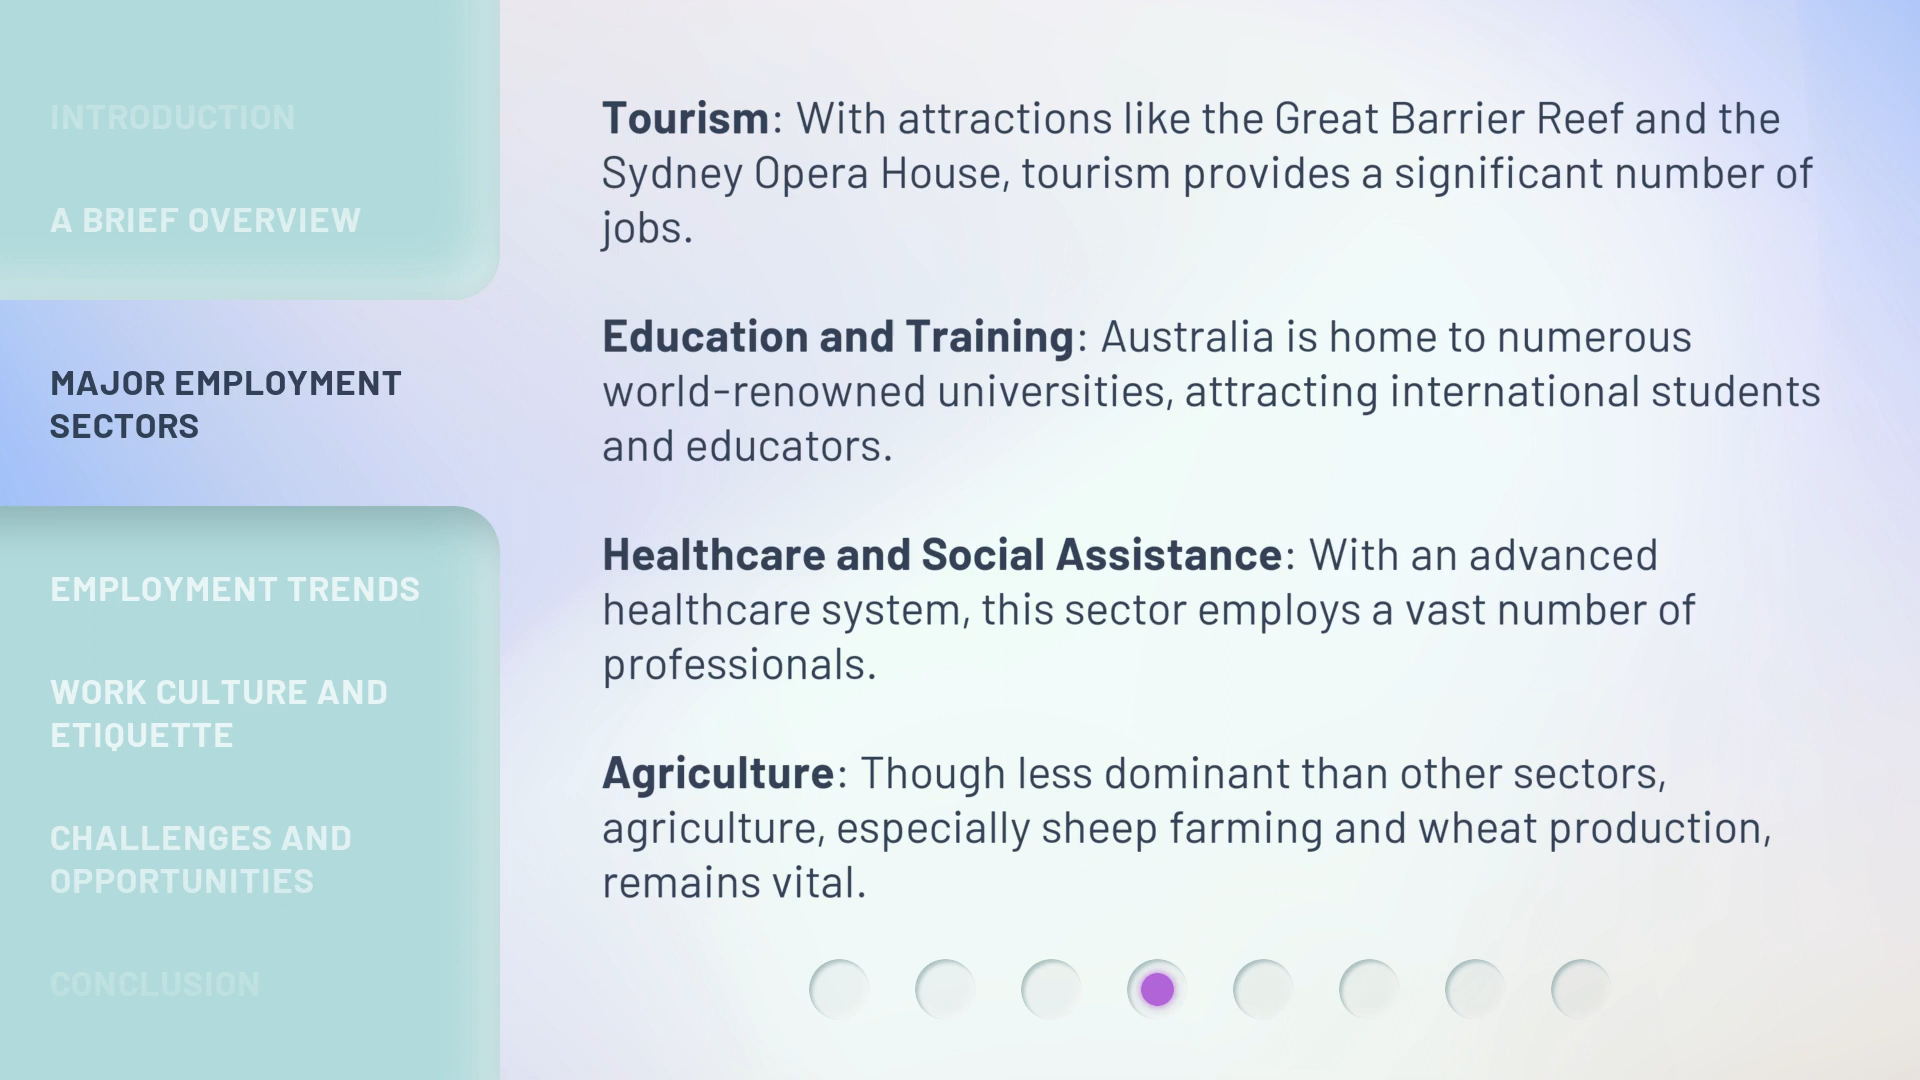 INTRODUCTION
A BRIEF OVERVIEW
MAJOR EMPLOYMENT
SECTORS
EMPLOYMENT TRENDS
WORK CULTURE AND
ETIQUETTE
CHALLENGES AND
OPPORTUNITIES
CONCLUSION
Tourism: With attractions like the Great Barrier Reef and the
Sydney Opera House, tourism provides a significant number of
jobs.
Education and Training: Australia is home to numerous
world-renowned universities, attracting international students
and educators.
Healthcare and Social Assistance: With an advanced
healthcare system, this sector employs a vast number of
professionals.
Agriculture: Though less dominant than other sectors,
agriculture, especially sheep farming and wheat production,
remains vital.